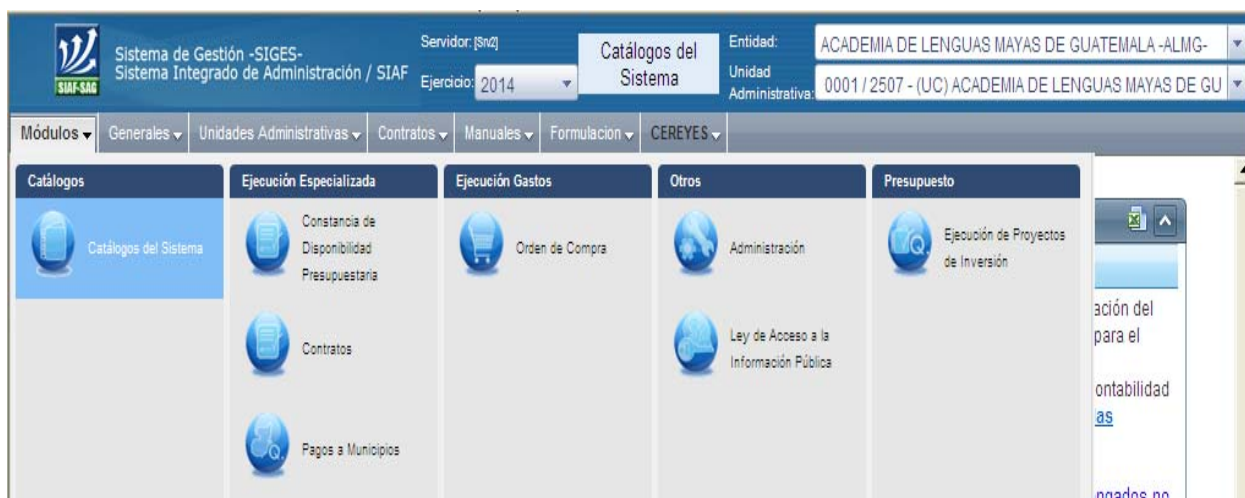 SIAF-SAG
Sistema de Gestión -SIGES-
Sistema Integrado de Administración / SIAF
Servidor: [Srv2]
Ejercicio: 2014
Catálogos del
Sistema
Entidad: ACADEMIA DE LENGUAS MAYAS DE GUATEMALA -ALMG-
Unidad
Administrativa: 0001 / 2507 - (UC) ACADEMIA DE LENGUAS MAYAS DE GU
Módulos Generales Unidades Administrativas Contratos Manuales Formulacion CEREYES
Catálogos
Catálogos del Sistema
Ejecución Especializada
Constancia de
Disponibilidad
Presupuestaria
Contratos
Pagos a Municipios
Ejecución Gastos
Orden de Compra
Otros
Administración
Ley de Acceso a la
Información Pública
Presupuesto
Ejecución de Proyectos
de Inversión
ación del
para el
ontabilidad
as